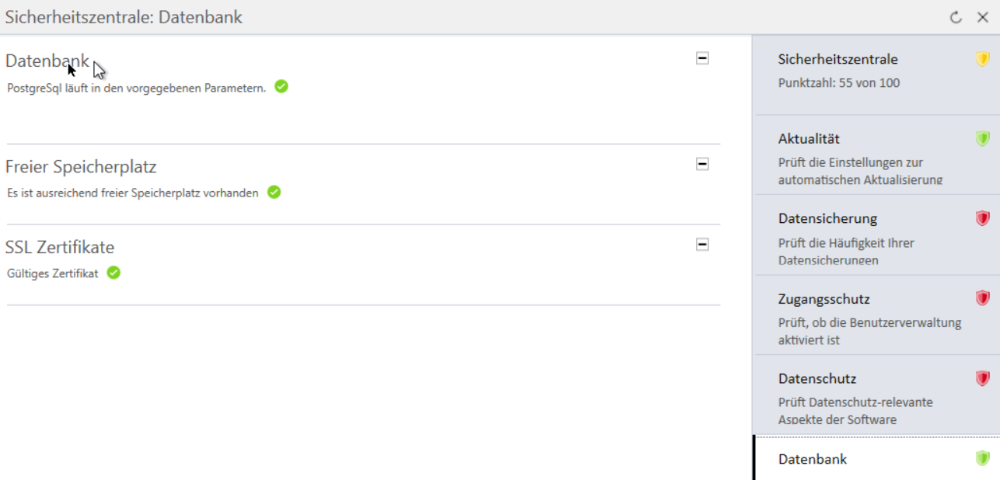 Sicherheitszentrale: Datenbank
Datenbank
PostgreSql läuft in den vorgegebenen Parametern.
Freier Speicherplatz
Es ist ausreichend freier Speicherplatz vorhanden
SSL Zertifikate
Gültiges Zertifikat
Sicherheitszentrale
Punktzahl: 55 von 100
Aktualität
Prüft die Einstellungen zur
automatischen Aktualisierung
Datensicherung
Prüft die Häufigkeit Ihrer
Datensicherungen
Zugangsschutz
Prüft, ob die Benutzerverwaltung
aktiviert ist
Datenschutz
Prüft Datenschutz-relevante
Aspekte der Software
Datenbank